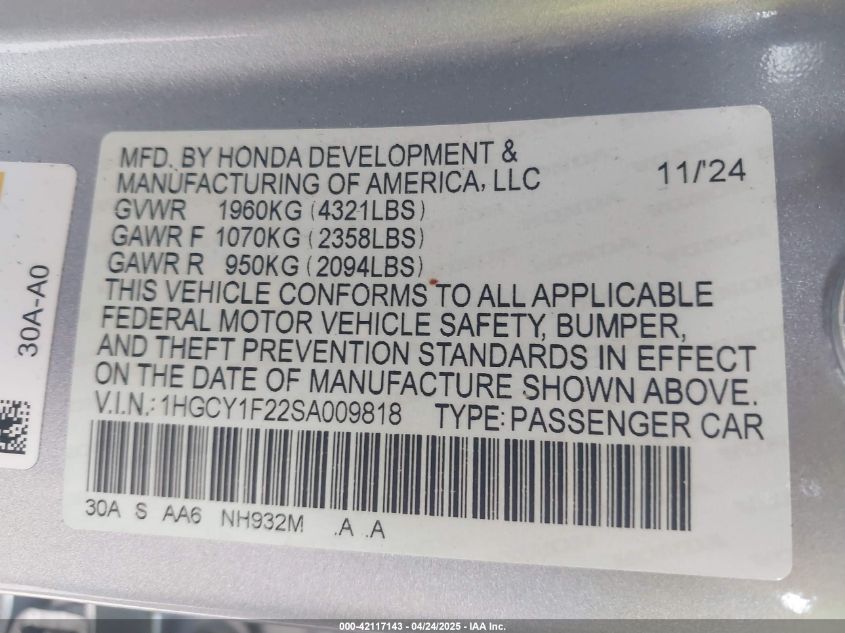 MFD. BY HONDA DEVELOPMENT &
MANUFACTURING OF AMERICA, LLC 11/'24
GVWR 1960KG (4321LBS)
GAWR F 1070KG (2358LBS)
GAWR R 950KG (2094LBS)
THIS VEHICLE CONFORMS TO ALL APPLICABLE
FEDERAL MOTOR VEHICLE SAFETY, BUMPER,
AND THEFT PREVENTION STANDARDS IN EFFECT
ON THE DATE OF MANUFACTURE SHOWN ABOVE.
V.I.N.: 1HGCY1F22SA009818 TYPE: PASSENGER CAR
30A S AA6 NH932M .A .A
30A-A0
000-42117143 - 04/24/2025 - IAA Inc.